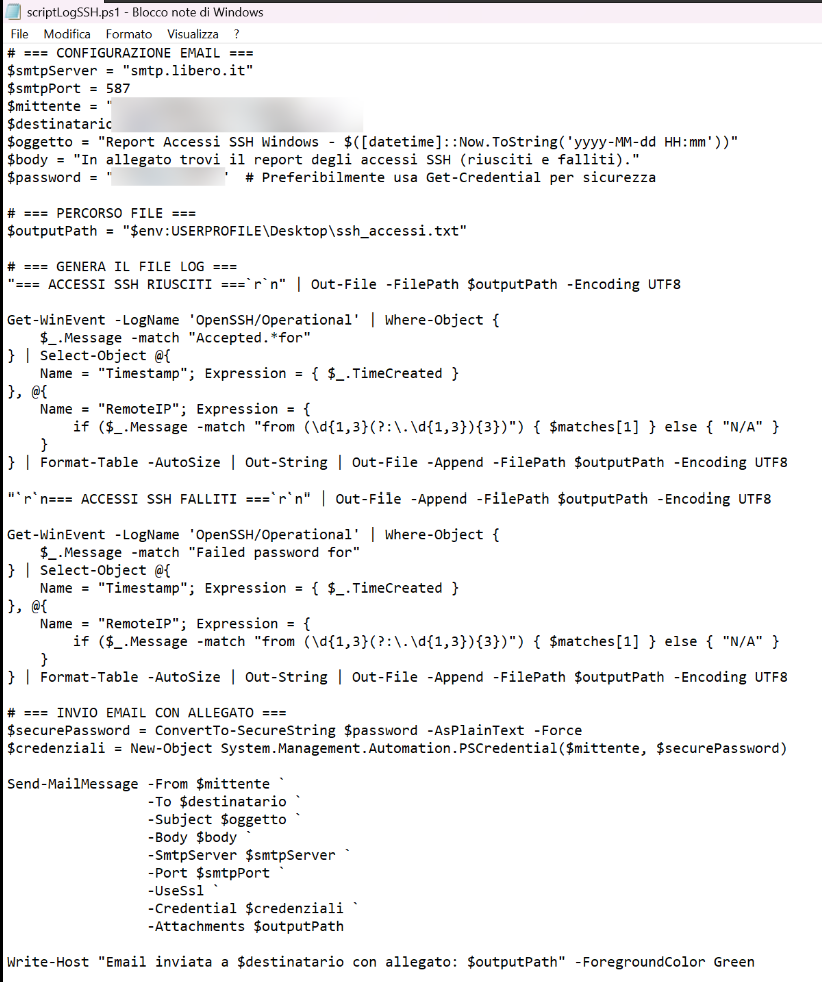 scriptLogSSH.ps1 - Blocco note di Windows
File Modifica Formato Visualizza ?
# === CONFIGURAZIONE EMAIL ===
$smtpServer = "smtp.libero.it"
$smtpPort = 587
$mittente = "
$destinatario
$oggetto = "Report Accessi SSH Windows - $([datetime]::Now.ToString('yyyy-MM-dd HH:mm'))"
$body = "In allegato trovi il report degli accessi SSH (riusciti e falliti)."
$password = "' # Preferibilmente usa Get-Credential per sicurezza
# === PERCORSO FILE ===
$outputPath = "$env:USERPROFILE\Desktop\ssh_accessi.txt"
# === GENERA IL FILE LOG ===
"=== ACCESSI SSH RIUSCITI ===`r`n" | Out-File -FilePath $outputPath -Encoding UTF8
Get-WinEvent -LogName 'OpenSSH/Operational' | Where-Object {
    $_.Message -match "Accepted.*for"
} | Select-Object @{
    Name = "Timestamp"; Expression = { $_.TimeCreated }
}, @{
    Name = "RemoteIP"; Expression = {
        if ($_.Message -match "from (\d{1,3}(?:\.\d{1,3}){3})") { $matches[1] } else { "N/A" }
    }
} | Format-Table -AutoSize | Out-String | Out-File -Append -FilePath $outputPath -Encoding UTF8
"`r`n=== ACCESSI SSH FALLITI ===`r`n" | Out-File -Append -FilePath $outputPath -Encoding UTF8
Get-WinEvent -LogName 'OpenSSH/Operational' | Where-Object {
    $_.Message -match "Failed password for"
} | Select-Object @{
    Name = "Timestamp"; Expression = { $_.TimeCreated }
}, @{
    Name = "RemoteIP"; Expression = {
        if ($_.Message -match "from (\d{1,3}(?:\.\d{1,3}){3})") { $matches[1] } else { "N/A" }
    }
} | Format-Table -AutoSize | Out-String | Out-File -Append -FilePath $outputPath -Encoding UTF8
# === INVIO EMAIL CON ALLEGATO ===
$securePassword = ConvertTo-SecureString $password -AsPlainText -Force
$credenziali = New-Object System.Management.Automation.PSCredential($mittente, $securePassword)
Send-MailMessage -From $mittente `
                 -To $destinatario `
                 -Subject $oggetto `
                 -Body $body `
                 -SmtpServer $smtpServer `
                 -Port $smtpPort `
                 -UseSsl `
                 -Credential $credenziali `
                 -Attachments $outputPath
Write-Host "Email inviata a $destinatario con allegato: $outputPath" -ForegroundColor Green